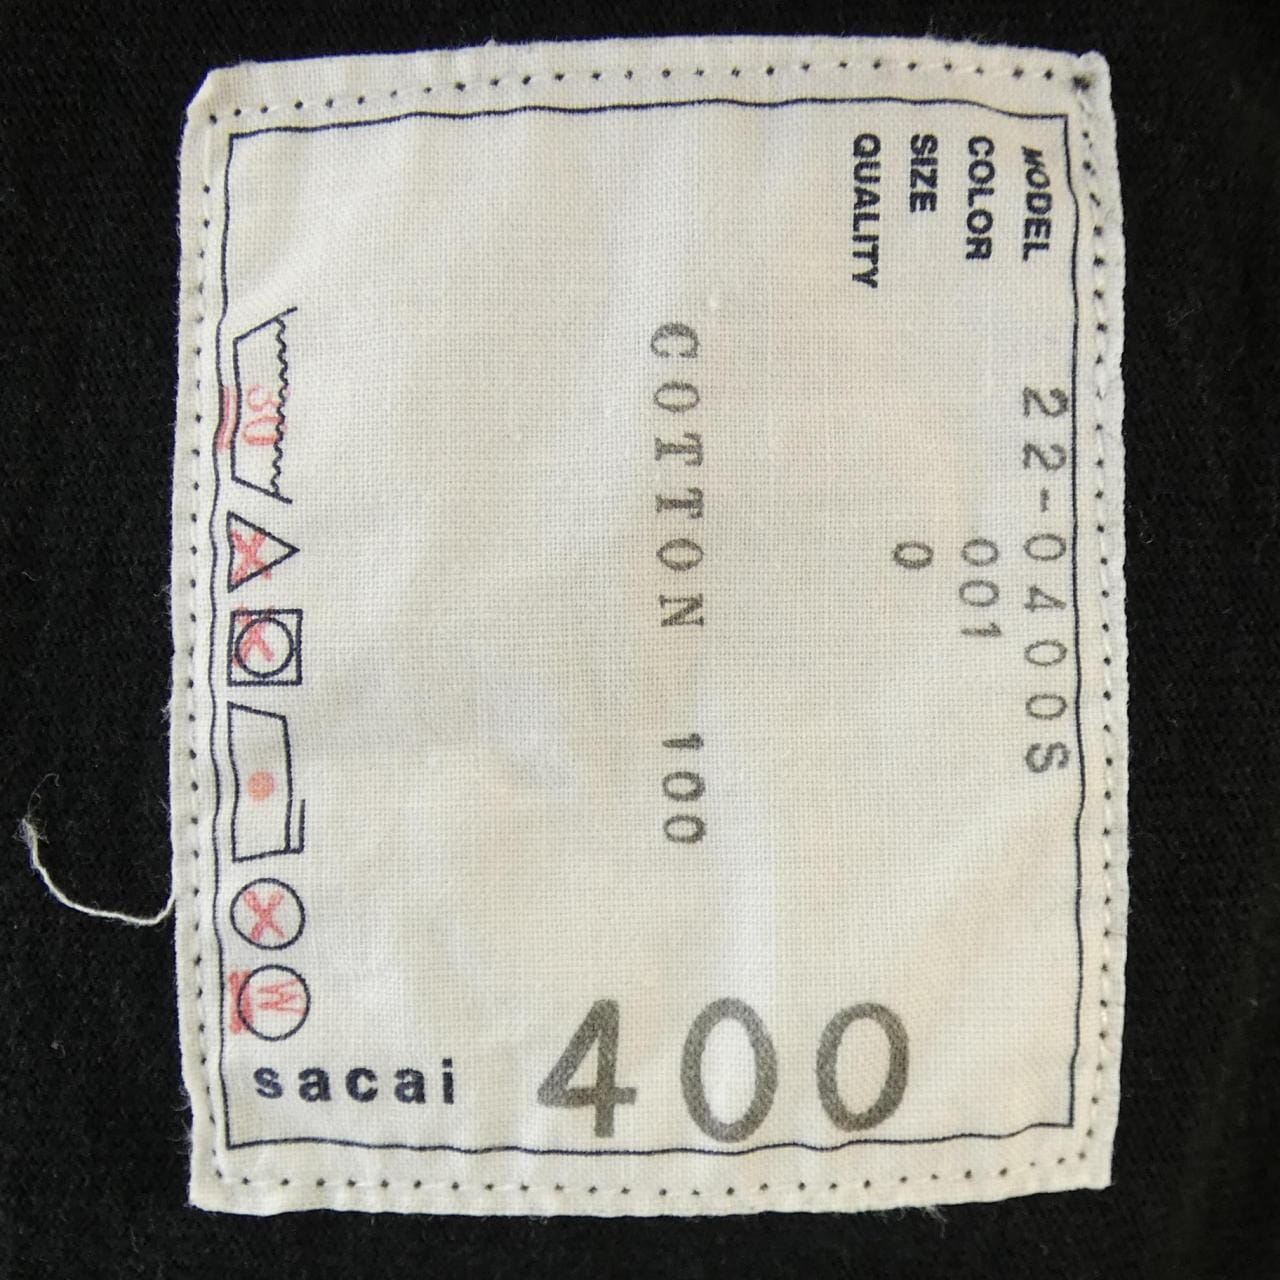 MODEL 22-0400S
COLOR 001
SIZE 0
QUALITY
COTTON 100
30
W
sacai
400